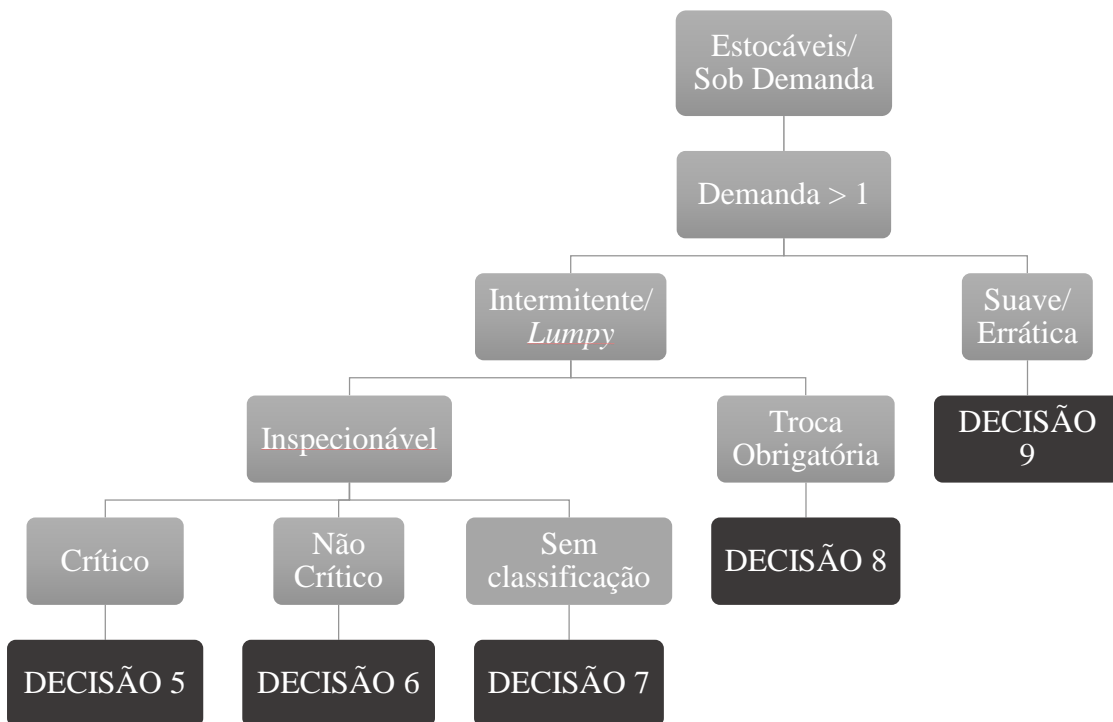 Estocáveis/
Sob Demanda
Demanda > 1
Intermitente/
Lumpy
Suave/
Errática
Inspecionável
Troca
Obrigatória
DECISÃO
9
Crítico
Não
Crítico
Sem
classificação
DECISÃO 8
DECISÃO 5
DECISÃO 6
DECISÃO 7